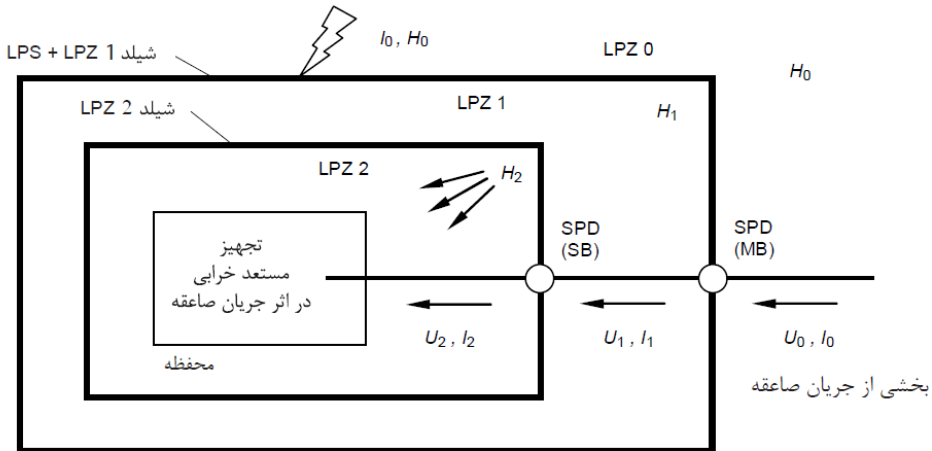 I0 , H0
LPZ 0
LPS + LPZ 1 شیلد
H0
LPZ 1
H1
LPZ 2 شیلد
LPZ 2
H2
SPD
(SB)
SPD
(MB)
تجهیز
مستعد خرابی
در اثر جریان صاعقه
U2 , I2
U1 , I1
U0 , I0
محفظه
بخشی از جریان صاعقه